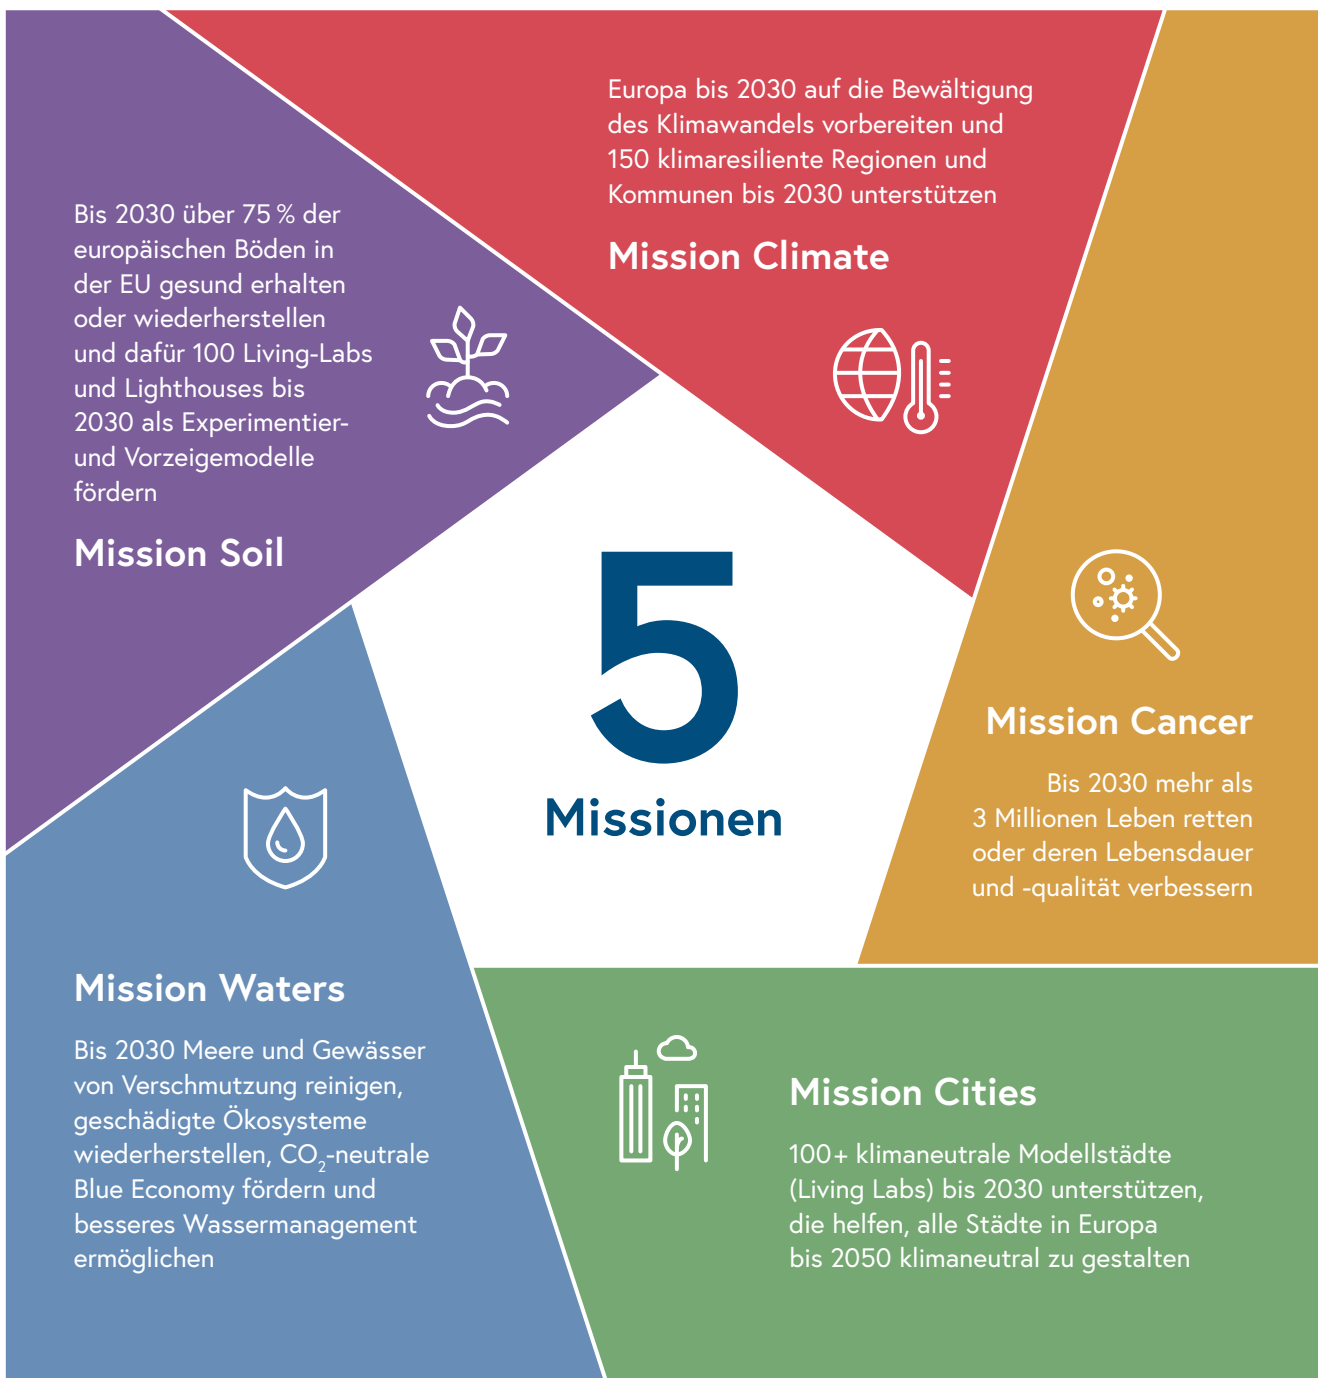 Europa bis 2030 auf die Bewältigung
des Klimawandels vorbereiten und
150 klimaresiliente Regionen und
Kommunen bis 2030 unterstützen
Mission Climate
Bis 2030 über 75 % der
europäischen Böden in
der EU gesund erhalten
oder wiederherstellen
und dafür 100 Living-Labs
und Lighthouses bis
2030 als Experimentier-
und Vorzeigemodelle
fördern
Mission Soil
5
Missionen
Mission Cancer
Bis 2030 mehr als
3 Millionen Leben retten
oder deren Lebensdauer
und -qualität verbessern
Mission Waters
Bis 2030 Meere und Gewässer
von Verschmutzung reinigen,
geschädigte Ökosysteme
wiederherstellen, CO₂-neutrale
Blue Economy fördern und
besseres Wassermanagement
ermöglichen
Mission Cities
100+ klimaneutrale Modellstädte
(Living Labs) bis 2030 unterstützen,
die helfen, alle Städte in Europa
bis 2050 klimaneutral zu gestalten